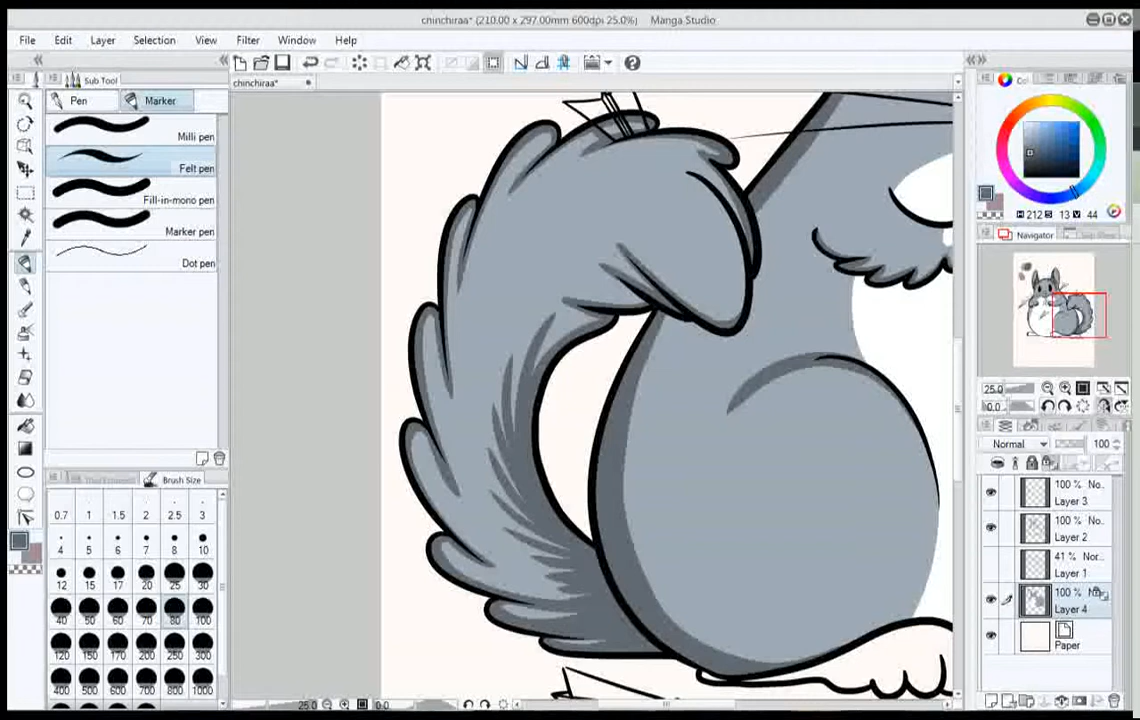 chinchiraa* (210.00 x 297.00mm 600dpi 25.0%) Manga Studio
File Edit Layer Selection View Filter Window Help
Sub Tool
chinchiraa*
Pen Marker
Milli pen
Felt pen
Fill-in-mono pen
Marker pen
Dot pen
Brush Size
0.7 1 1.5 2 2.5 3
4 5 6 7 8 10
12 15 17 20 25 30
40 50 60 70 80 100
120 150 170 200 250 300
400 500 600 700 800 1000
25.0 0.0
H 212 S 13 V 44
Navigator
25.0
0.0
Normal 100
100 % No..
Layer 3
100 % No..
Layer 2
41 % Nor..
Layer 1
100 %
Layer 4
Paper